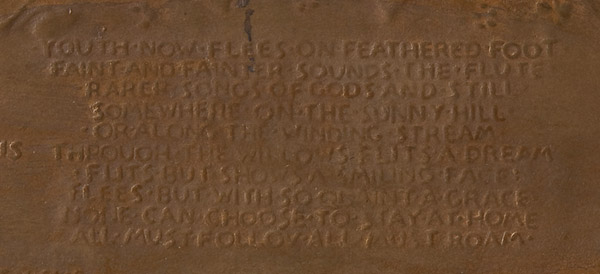 YOUTH·NOW·FLEES·ON FEATHERED FOOT
FAINT·AND·FAINTER SOUNDS·THE·FLUTE
RARER SONGS OF GODS AND STILL
SOMEWHERE·ON·THE·SUNNY·HILL
·OR·ALONG THE WINDING STREAM
THROUGH·THE·WILLOWS·FLITS·A DREAM
·FLITS·BUT SHOWS·A SMILING FACE·
FLEES·BUT WITH SO QUAINT A GRACE
NONE CAN CHOOSE TO STAY·AT·HOME
ALL·MUST FOLLOW·ALL MUST ROAM·